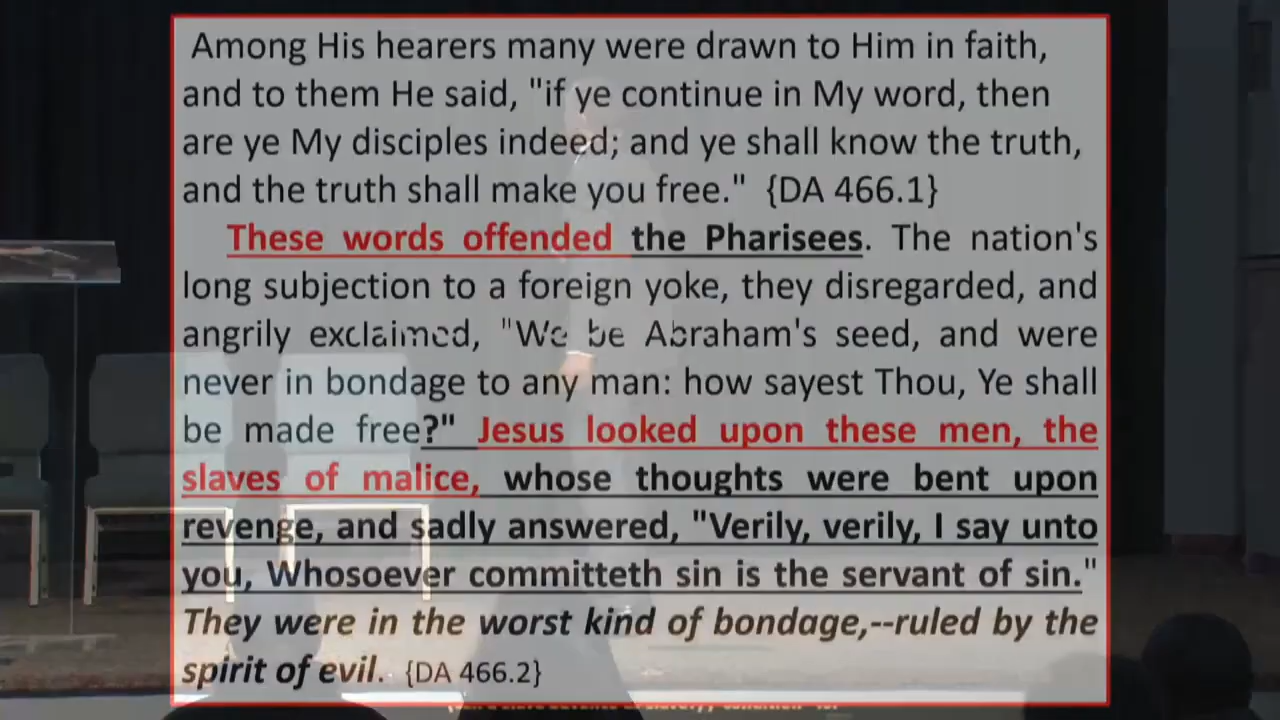 Among His hearers many were drawn to Him in faith,
and to them He said, "if ye continue in My word, then
are ye My disciples indeed; and ye shall know the truth,
and the truth shall make you free." {DA 466.1}
These words offended the Pharisees. The nation's
long subjection to a foreign yoke, they disregarded, and
angrily exclaimed, "We be Abraham's seed, and were
never in bondage to any man: how sayest Thou, Ye shall
be made free?" Jesus looked upon these men, the
slaves of malice, whose thoughts were bent upon
revenge, and sadly answered, "Verily, verily, I say unto
you, Whosoever committeth sin is the servant of sin."
They were in the worst kind of bondage,--ruled by the
spirit of evil. {DA 466.2}